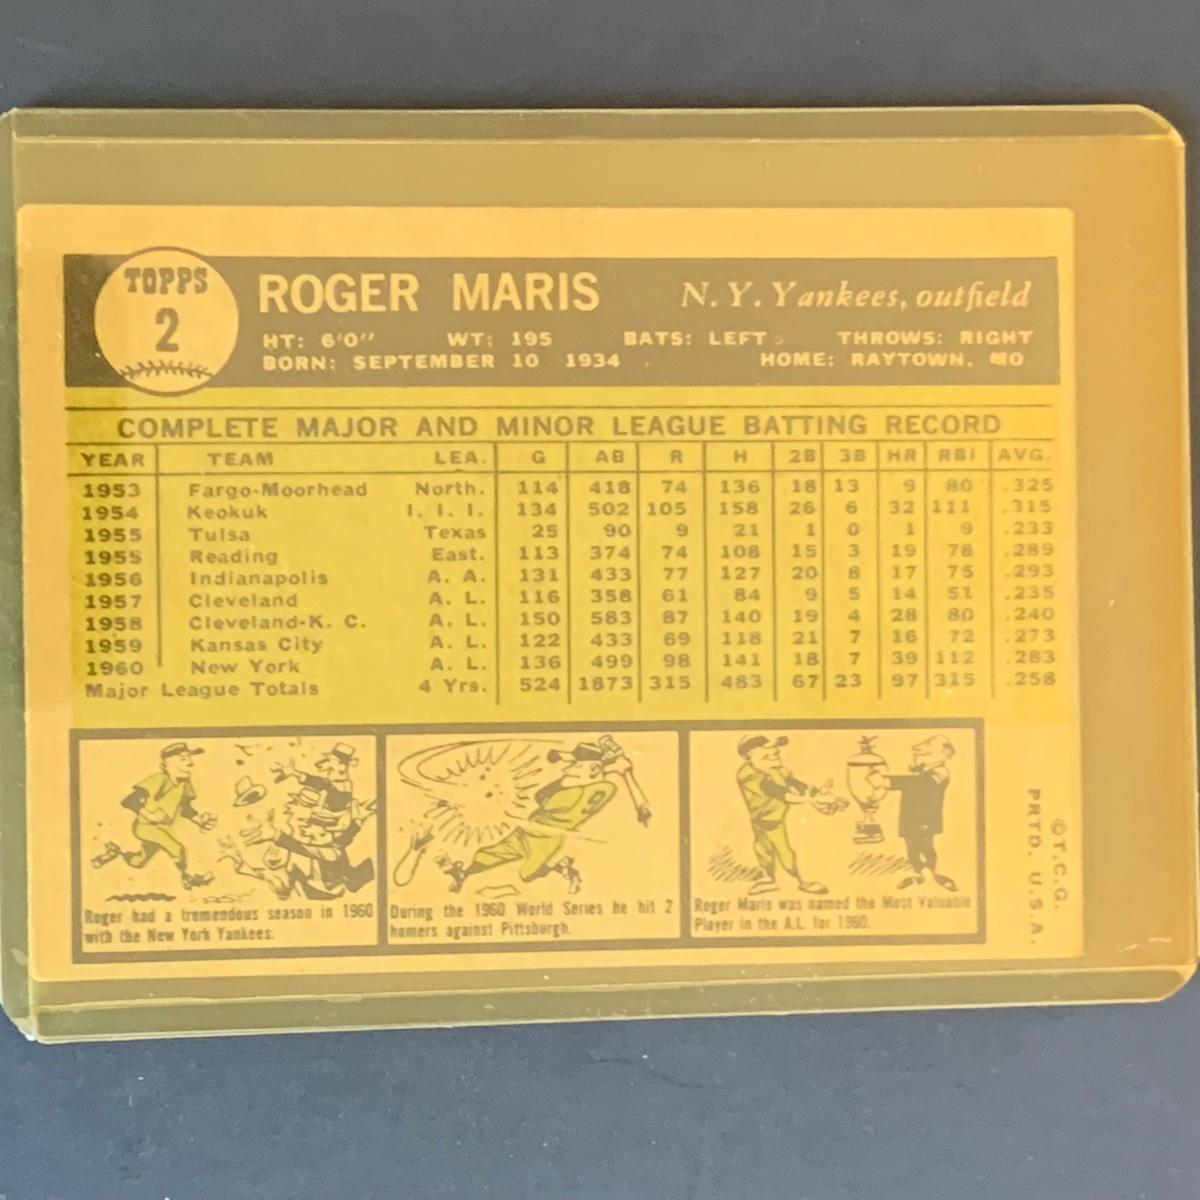 TOPPS
2
ROGER MARIS N. Y. Yankees, outfield
HT: 6'0" WT: 195 BATS: LEFT THROWS: RIGHT
BORN: SEPTEMBER 10 1934 HOME: RAYTOWN, MO
COMPLETE MAJOR AND MINOR LEAGUE BATTING RECORD
YEAR TEAM LEA. G AB R H 2B 3B HR RBI AVG.
1953 Fargo-Moorhead North. 114 418 74 136 18 13 9 80 .325
1954 Keokuk I. I. I. 134 502 105 158 26 6 32 111 .315
1955 Tulsa Texas 25 90 9 21 1 0 1 9 .233
1955 Reading East. 113 374 74 108 15 3 19 78 .289
1956 Indianapolis A. A. 131 433 77 127 20 8 17 75 .293
1957 Cleveland A. L. 116 358 61 84 9 5 14 51 .235
1958 Cleveland-K. C. A. L. 150 583 87 140 19 4 28 80 .240
1959 Kansas City A. L. 122 433 69 118 21 7 16 72 .273
1960 New York A. L. 136 499 98 141 18 7 39 112 .283
Major League Totals 4 Yrs. 524 1873 315 483 67 23 97 315 .258
Roger had a tremendous season in 1960
with the New York Yankees.
During the 1960 World Series he hit 2
homers against Pittsburgh.
9
Roger Maris was named the Most Valuable
Player in the A.L. for 1960.
©T.C.G.
PRTD. U.S.A.